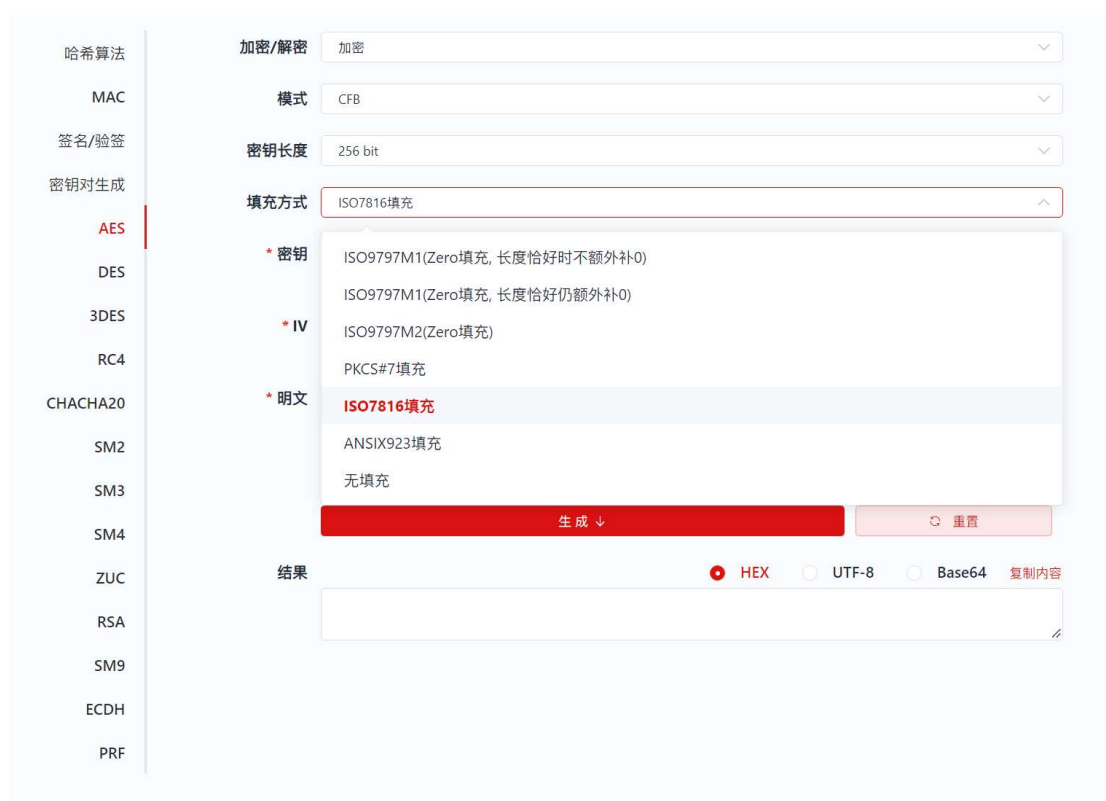 哈希算法
MAC
签名/验签
密钥对生成
AES
DES
3DES
RC4
CHACHA20
SM2
SM3
SM4
ZUC
RSA
SM9
ECDH
PRF
加密/解密 加密
模式 CFB
密钥长度 256 bit
填充方式 ISO7816填充
* 密钥
* IV
* 明文
ISO9797M1(Zero填充, 长度恰好时不额外补0)
ISO9797M1(Zero填充, 长度恰好仍额外补0)
ISO9797M2(Zero填充)
PKCS#7填充
ISO7816填充
ANSIX923填充
无填充
生成↓ 重置
结果 HEX UTF-8 Base64 复制内容